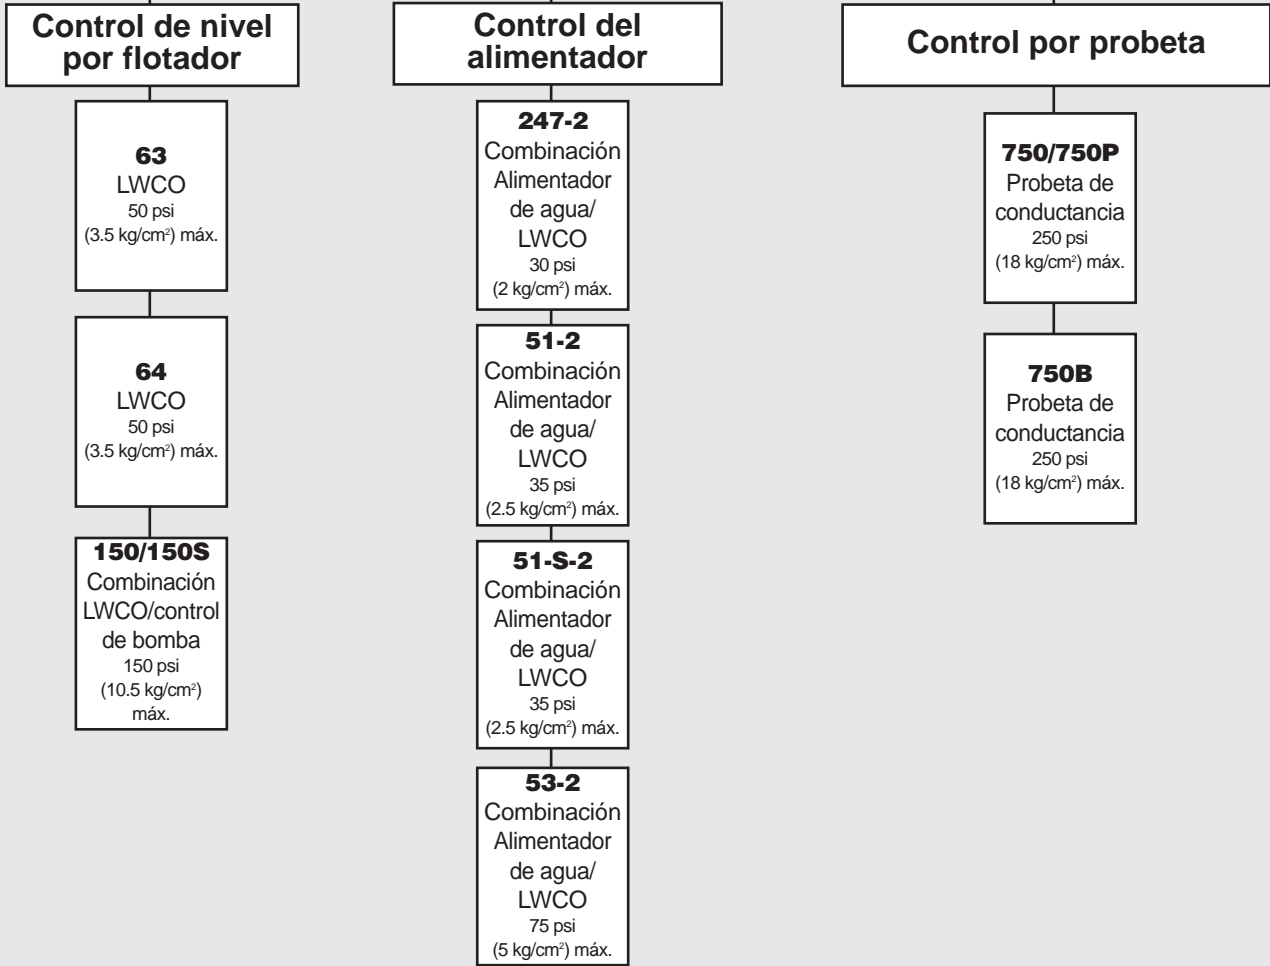 Control de nivel
por flotador
63
LWCO
50 psi
(3.5 kg/cm²) máx.
64
LWCO
50 psi
(3.5 kg/cm²) máx.
150/150S
Combinación
LWCO/control
de bomba
150 psi
(10.5 kg/cm²)
máx.
Control del
alimentador
247-2
Combinación
Alimentador
de agua/
LWCO
30 psi
(2 kg/cm²) máx.
51-2
Combinación
Alimentador
de agua/
LWCO
35 psi
(2.5 kg/cm²) máx.
51-S-2
Combinación
Alimentador
de agua/
LWCO
35 psi
(2.5 kg/cm²) máx.
53-2
Combinación
Alimentador
de agua/
LWCO
75 psi
(5 kg/cm²) máx.
Control por probeta
750/750P
Probeta de
conductancia
250 psi
(18 kg/cm²) máx.
750B
Probeta de
conductancia
250 psi
(18 kg/cm²) máx.